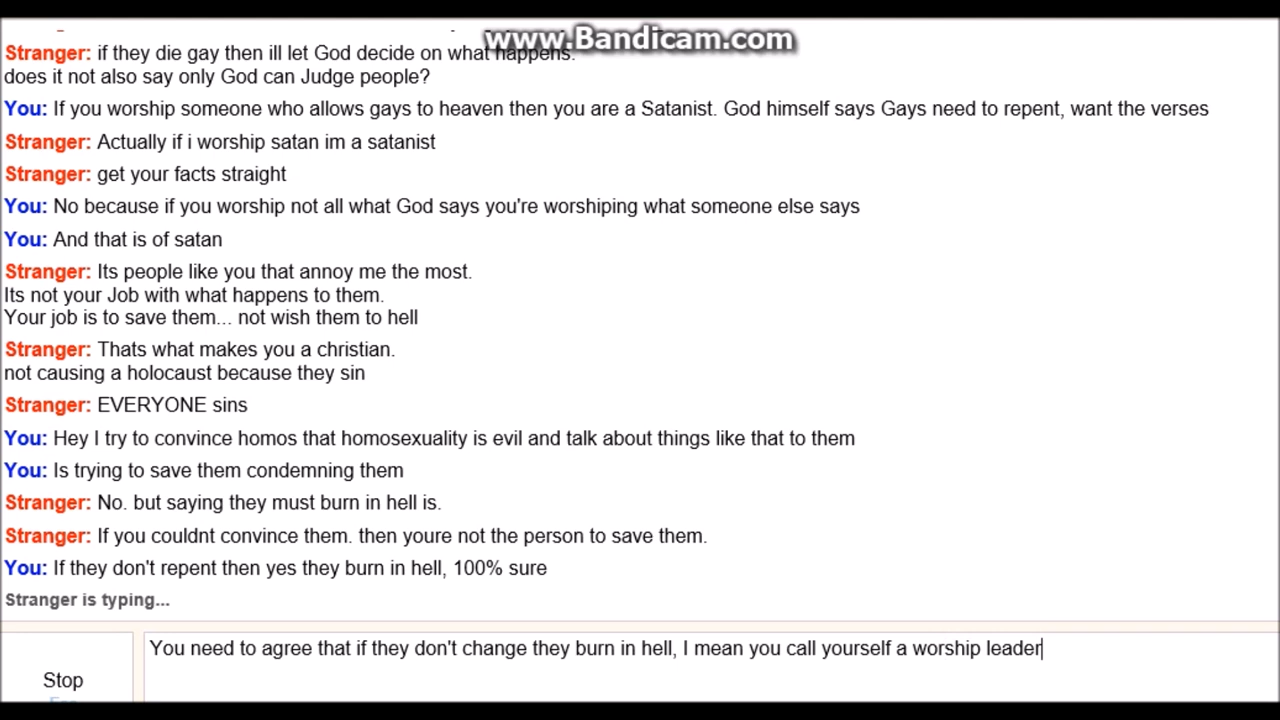 www.Bandicam.com
Stranger: if they die gay then ill let God decide on what happens.
does it not also say only God can Judge people?
You: If you worship someone who allows gays to heaven then you are a Satanist. God himself says Gays need to repent, want the verses
Stranger: Actually if i worship satan im a satanist
Stranger: get your facts straight
You: No because if you worship not all what God says you're worshiping what someone else says
You: And that is of satan
Stranger: Its people like you that annoy me the most.
Its not your Job with what happens to them.
Your job is to save them... not wish them to hell
Stranger: Thats what makes you a christian.
not causing a holocaust because they sin
Stranger: EVERYONE sins
You: Hey I try to convince homos that homosexuality is evil and talk about things like that to them
You: Is trying to save them condemning them
Stranger: No. but saying they must burn in hell is.
Stranger: If you couldnt convince them. then youre not the person to save them.
You: If they don't repent then yes they burn in hell, 100% sure
Stranger is typing...
You need to agree that if they don't change they burn in hell, I mean you call yourself a worship leader
Stop